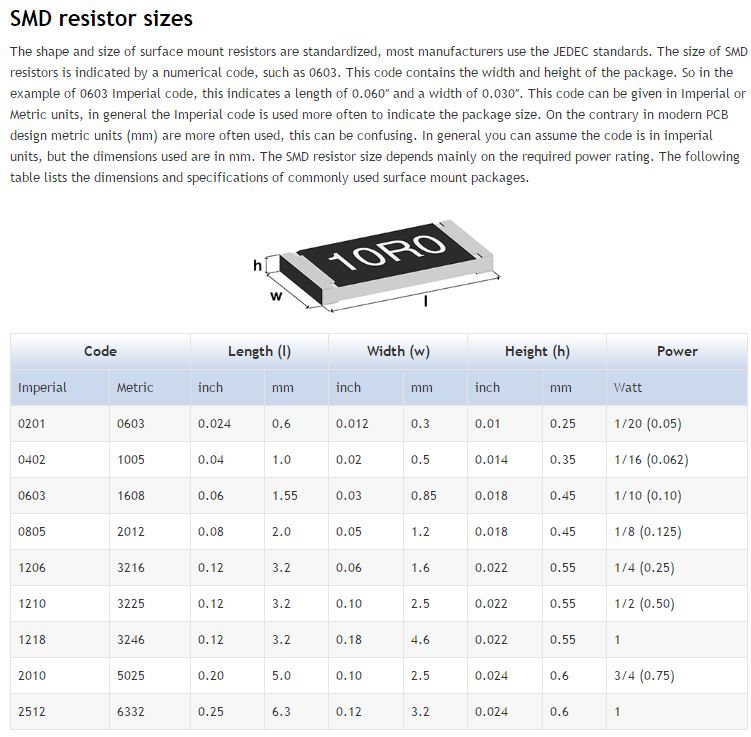 SMD resistor sizes
The shape and size of surface mount resistors are standardized, most manufacturers use the JEDEC standards. The size of SMD
resistors is indicated by a numerical code, such as 0603. This code contains the width and height of the package. So in the
example of 0603 Imperial code, this indicates a length of 0.060″ and a width of 0.030″. This code can be given in Imperial or
Metric units, in general the Imperial code is used more often to indicate the package size. On the contrary in modern PCB
design metric units (mm) are more often used, this can be confusing. In general you can assume the code is in imperial
units, but the dimensions used are in mm. The SMD resistor size depends mainly on the required power rating. The following
table lists the dimensions and specifications of commonly used surface mount packages.
10R0
h
w
l
Code Length (l) Width (w) Height (h) Power
Imperial Metric inch mm inch mm inch mm Watt
0201 0603 0.024 0.6 0.012 0.3 0.01 0.25 1/20 (0.05)
0402 1005 0.04 1.0 0.02 0.5 0.014 0.35 1/16 (0.062)
0603 1608 0.06 1.55 0.03 0.85 0.018 0.45 1/10 (0.10)
0805 2012 0.08 2.0 0.05 1.2 0.018 0.45 1/8 (0.125)
1206 3216 0.12 3.2 0.06 1.6 0.022 0.55 1/4 (0.25)
1210 3225 0.12 3.2 0.10 2.5 0.022 0.55 1/2 (0.50)
1218 3246 0.12 3.2 0.18 4.6 0.022 0.55 1
2010 5025 0.20 5.0 0.10 2.5 0.024 0.6 3/4 (0.75)
2512 6332 0.25 6.3 0.12 3.2 0.024 0.6 1